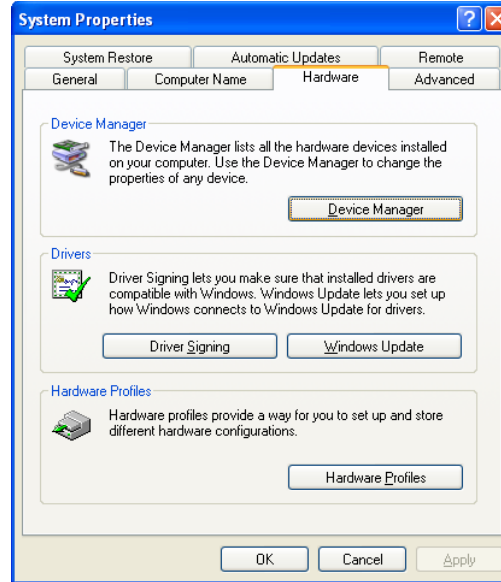 System Properties
System Restore Automatic Updates Remote
General Computer Name Hardware Advanced
Device Manager
The Device Manager lists all the hardware devices installed
on your computer. Use the Device Manager to change the
properties of any device.
Device Manager
Drivers
Driver Signing lets you make sure that installed drivers are
compatible with Windows. Windows Update lets you set up
how Windows connects to Windows Update for drivers.
Driver Signing Windows Update
Hardware Profiles
Hardware profiles provide a way for you to set up and store
different hardware configurations.
Hardware Profiles
OK Cancel Apply